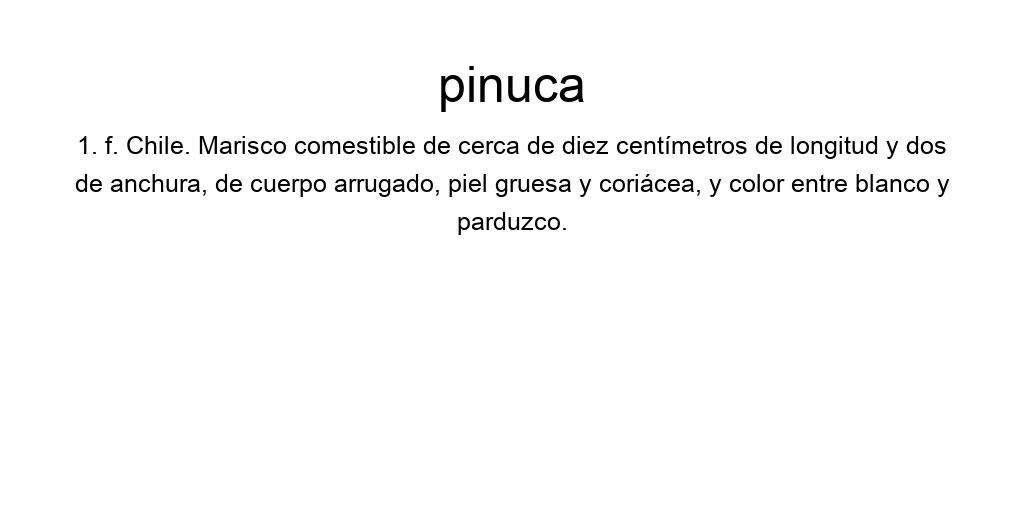 pinuca
1. f. Chile. Marisco comestible de cerca de diez centímetros de longitud y dos
de anchura, de cuerpo arrugado, piel gruesa y coriácea, y color entre blanco y
parduzco.